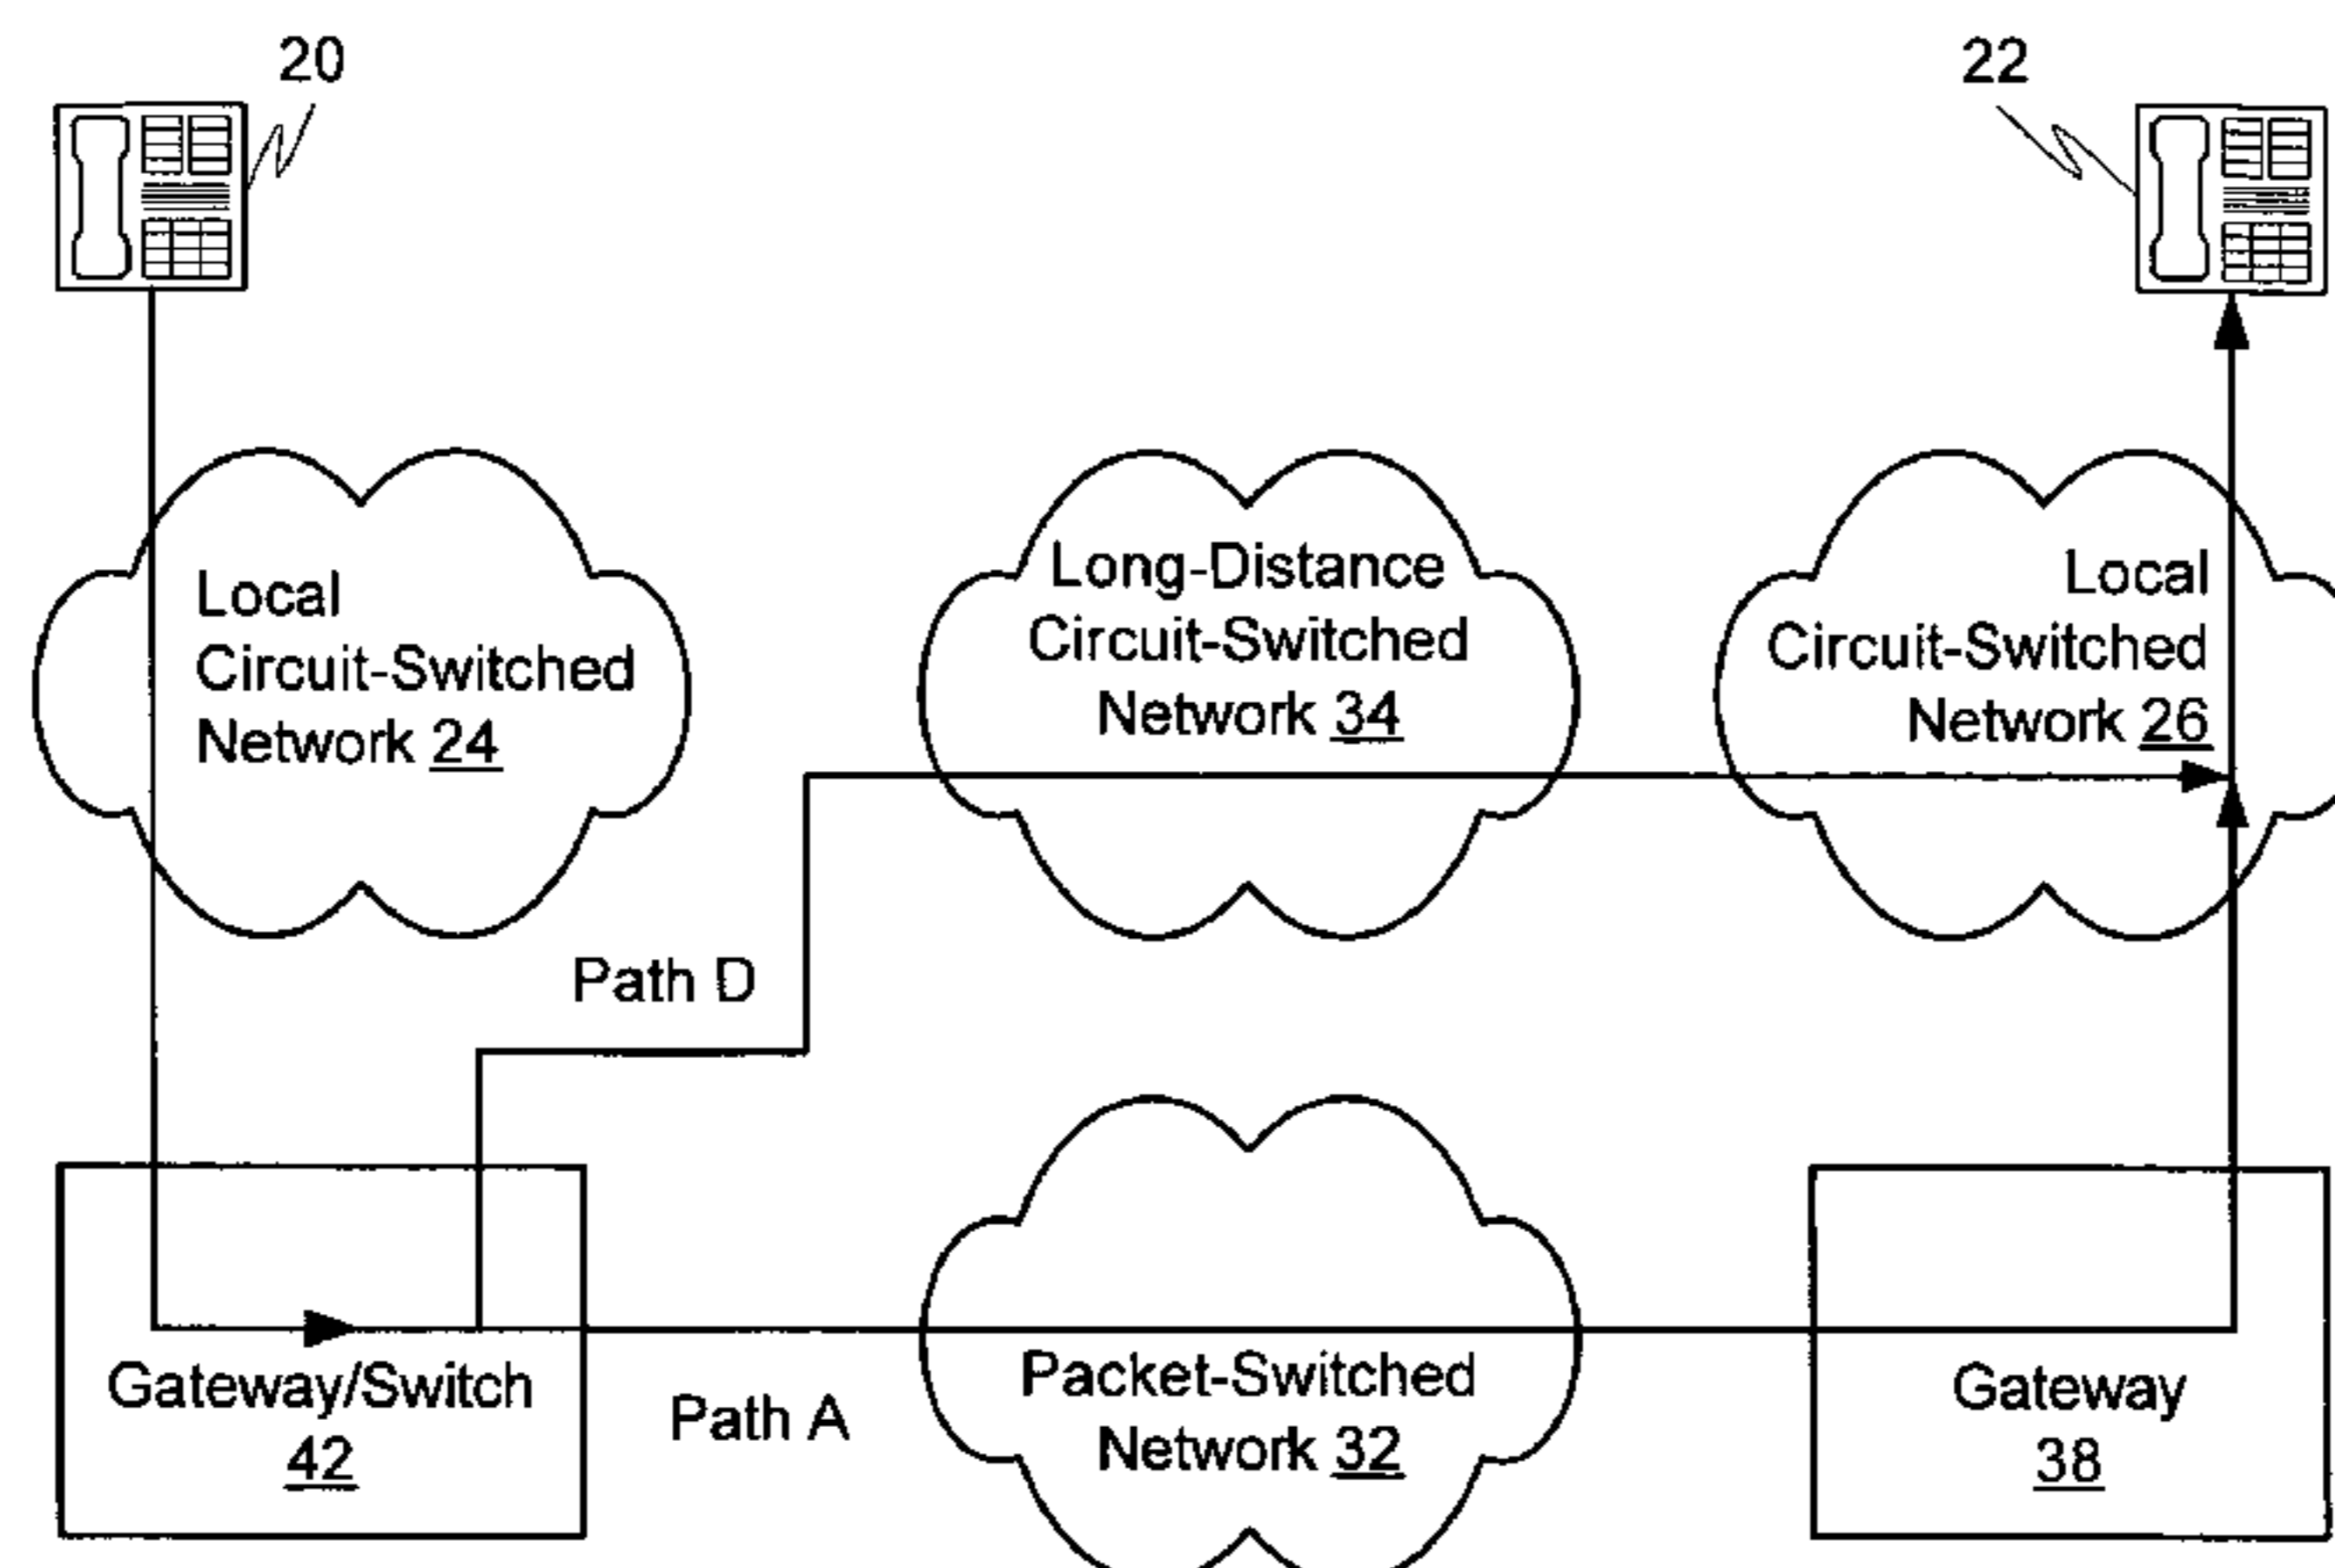 20
22
Local
Circuit-Switched
Network 24
Long-Distance
Circuit-Switched
Network 34
Local
Circuit-Switched
Network 26
Path D
Gateway/Switch
42
Path A
Packet-Switched
Network 32
Gateway
38